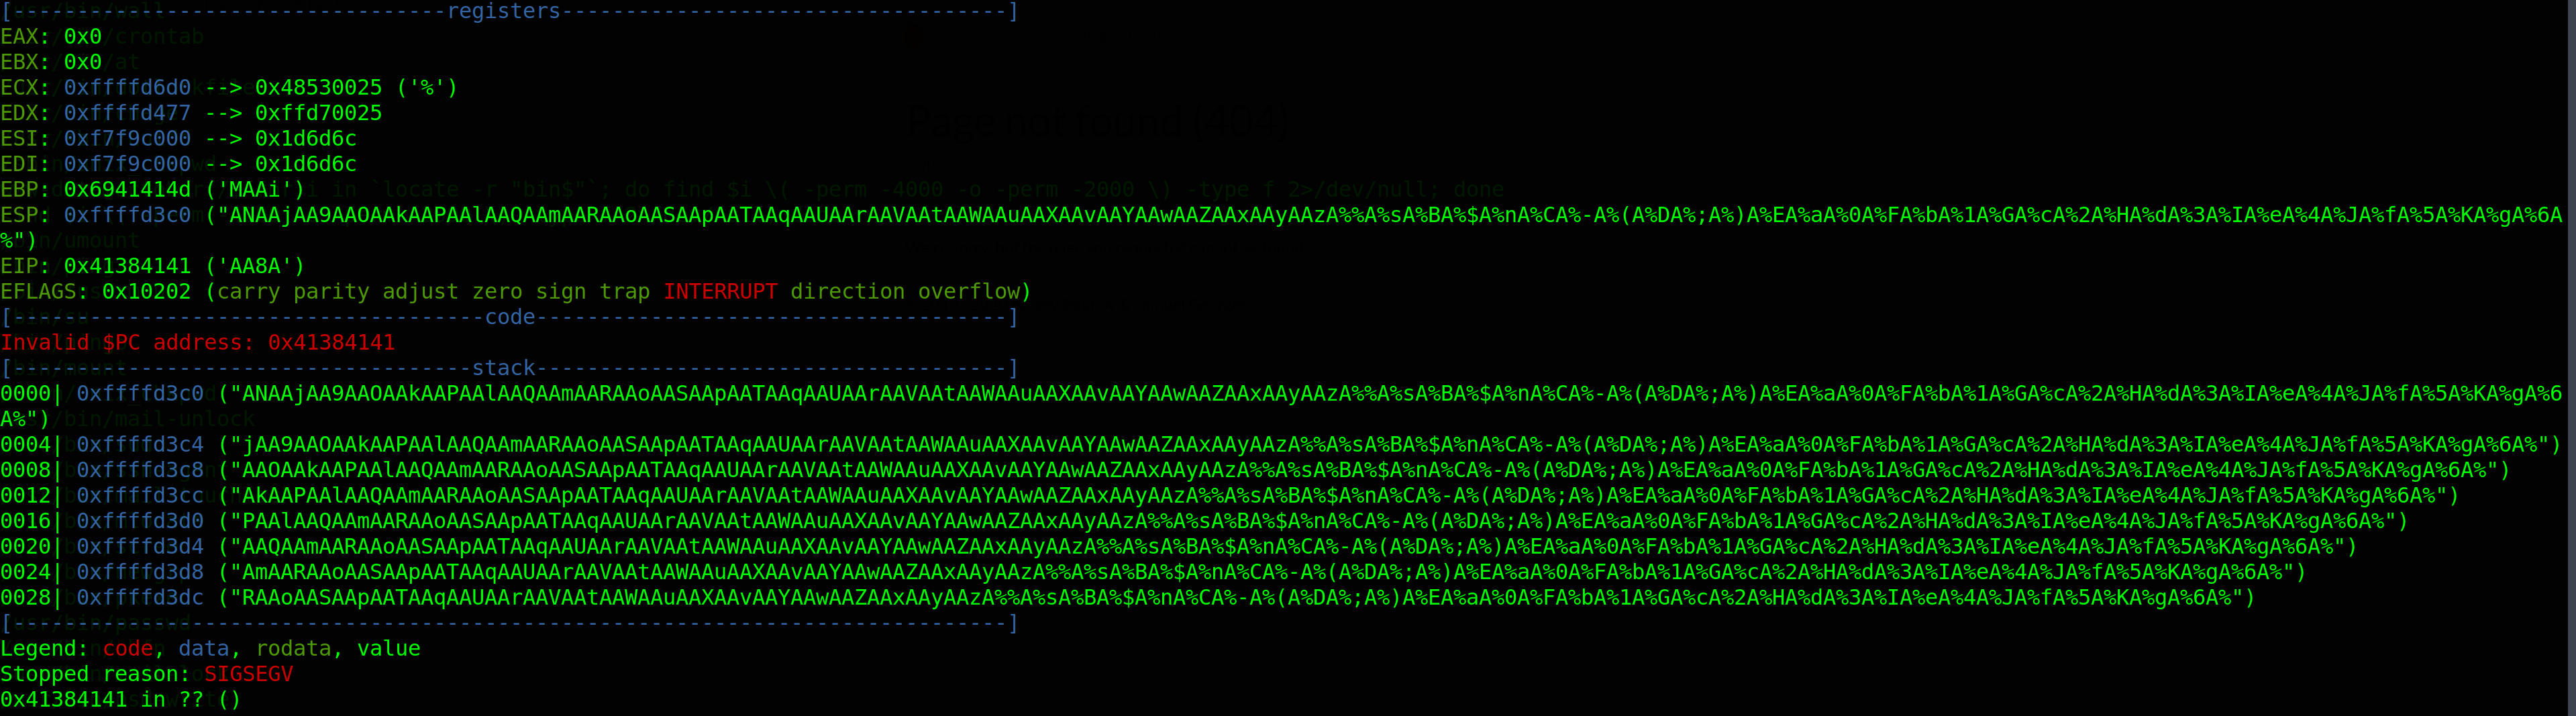 [----------------------------------registers-----------------------------------]
EAX: 0x0
EBX: 0x0
ECX: 0xffffd6d0 --> 0x48530025 ('%')
EDX: 0xffffd477 --> 0xffd70025
ESI: 0xf7f9c000 --> 0x1d6d6c
EDI: 0xf7f9c000 --> 0x1d6d6c
EBP: 0x6941414d ('MAAi')
ESP: 0xffffd3c0 ("ANAAjAA9AAOAAkAAPAAlAAQAAmAARAAoAASAApAATAAqAAUAArAAVAAtAAWAAuAAXAAvAAYAAwAAZAAxAAyAAzA%%A%sA%BA%$A%nA%CA%-A%(A%DA%;A%)A%EA%aA%0A%FA%bA%1A%GA%cA%2A%HA%dA%3A%IA%eA%4A%JA%fA%5A%KA%gA%6A
%")
EIP: 0x41384141 ('AA8A')
EFLAGS: 0x10202 (carry parity adjust zero sign trap INTERRUPT direction overflow)
[-------------------------------------code-------------------------------------]
Invalid $PC address: 0x41384141
[------------------------------------stack-------------------------------------]
0000| 0xffffd3c0 ("ANAAjAA9AAOAAkAAPAAlAAQAAmAARAAoAASAApAATAAqAAUAArAAVAAtAAWAAuAAXAAvAAYAAwAAZAAxAAyAAzA%%A%sA%BA%$A%nA%CA%-A%(A%DA%;A%)A%EA%aA%0A%FA%bA%1A%GA%cA%2A%HA%dA%3A%IA%eA%4A%JA%fA%5A%KA%gA%6
A%")
0004| 0xffffd3c4 ("jAA9AAOAAkAAPAAlAAQAAmAARAAoAASAApAATAAqAAUAArAAVAAtAAWAAuAAXAAvAAYAAwAAZAAxAAyAAzA%%A%sA%BA%$A%nA%CA%-A%(A%DA%;A%)A%EA%aA%0A%FA%bA%1A%GA%cA%2A%HA%dA%3A%IA%eA%4A%JA%fA%5A%KA%gA%6A%")
0008| 0xffffd3c8 ("AAOAAkAAPAAlAAQAAmAARAAoAASAApAATAAqAAUAArAAVAAtAAWAAuAAXAAvAAYAAwAAZAAxAAyAAzA%%A%sA%BA%$A%nA%CA%-A%(A%DA%;A%)A%EA%aA%0A%FA%bA%1A%GA%cA%2A%HA%dA%3A%IA%eA%4A%JA%fA%5A%KA%gA%6A%")
0012| 0xffffd3cc ("AkAAPAAlAAQAAmAARAAoAASAApAATAAqAAUAArAAVAAtAAWAAuAAXAAvAAYAAwAAZAAxAAyAAzA%%A%sA%BA%$A%nA%CA%-A%(A%DA%;A%)A%EA%aA%0A%FA%bA%1A%GA%cA%2A%HA%dA%3A%IA%eA%4A%JA%fA%5A%KA%gA%6A%")
0016| 0xffffd3d0 ("PAAlAAQAAmAARAAoAASAApAATAAqAAUAArAAVAAtAAWAAuAAXAAvAAYAAwAAZAAxAAyAAzA%%A%sA%BA%$A%nA%CA%-A%(A%DA%;A%)A%EA%aA%0A%FA%bA%1A%GA%cA%2A%HA%dA%3A%IA%eA%4A%JA%fA%5A%KA%gA%6A%")
0020| 0xffffd3d4 ("AAQAAmAARAAoAASAApAATAAqAAUAArAAVAAtAAWAAuAAXAAvAAYAAwAAZAAxAAyAAzA%%A%sA%BA%$A%nA%CA%-A%(A%DA%;A%)A%EA%aA%0A%FA%bA%1A%GA%cA%2A%HA%dA%3A%IA%eA%4A%JA%fA%5A%KA%gA%6A%")
0024| 0xffffd3d8 ("AmAARAAoAASAApAATAAqAAUAArAAVAAtAAWAAuAAXAAvAAYAAwAAZAAxAAyAAzA%%A%sA%BA%$A%nA%CA%-A%(A%DA%;A%)A%EA%aA%0A%FA%bA%1A%GA%cA%2A%HA%dA%3A%IA%eA%4A%JA%fA%5A%KA%gA%6A%")
0028| 0xffffd3dc ("RAAoAASAApAATAAqAAUAArAAVAAtAAWAAuAAXAAvAAYAAwAAZAAxAAyAAzA%%A%sA%BA%$A%nA%CA%-A%(A%DA%;A%)A%EA%aA%0A%FA%bA%1A%GA%cA%2A%HA%dA%3A%IA%eA%4A%JA%fA%5A%KA%gA%6A%")
[------------------------------------------------------------------------------]
Legend: code, data, rodata, value
Stopped reason: SIGSEGV
0x41384141 in ?? ()
Page not found (404)